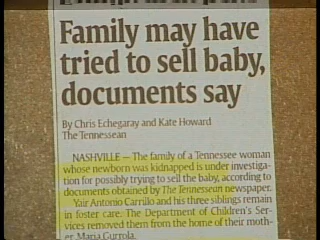 Family may have
tried to sell baby,
documents say
By Chris Echegaray and Kate Howard
The Tennessean
NASHVILLE — The family of a Tennessee woman
whose newborn was kidnapped is under investiga-
tion for possibly trying to sell the baby, according to
documents obtained by The Tennessean newspaper.
Yair Antonio Carrillo and his three siblings remain
in foster care. The Department of Children's Ser-
vices removed them from the home of their moth-
er, Maria Gurrola.